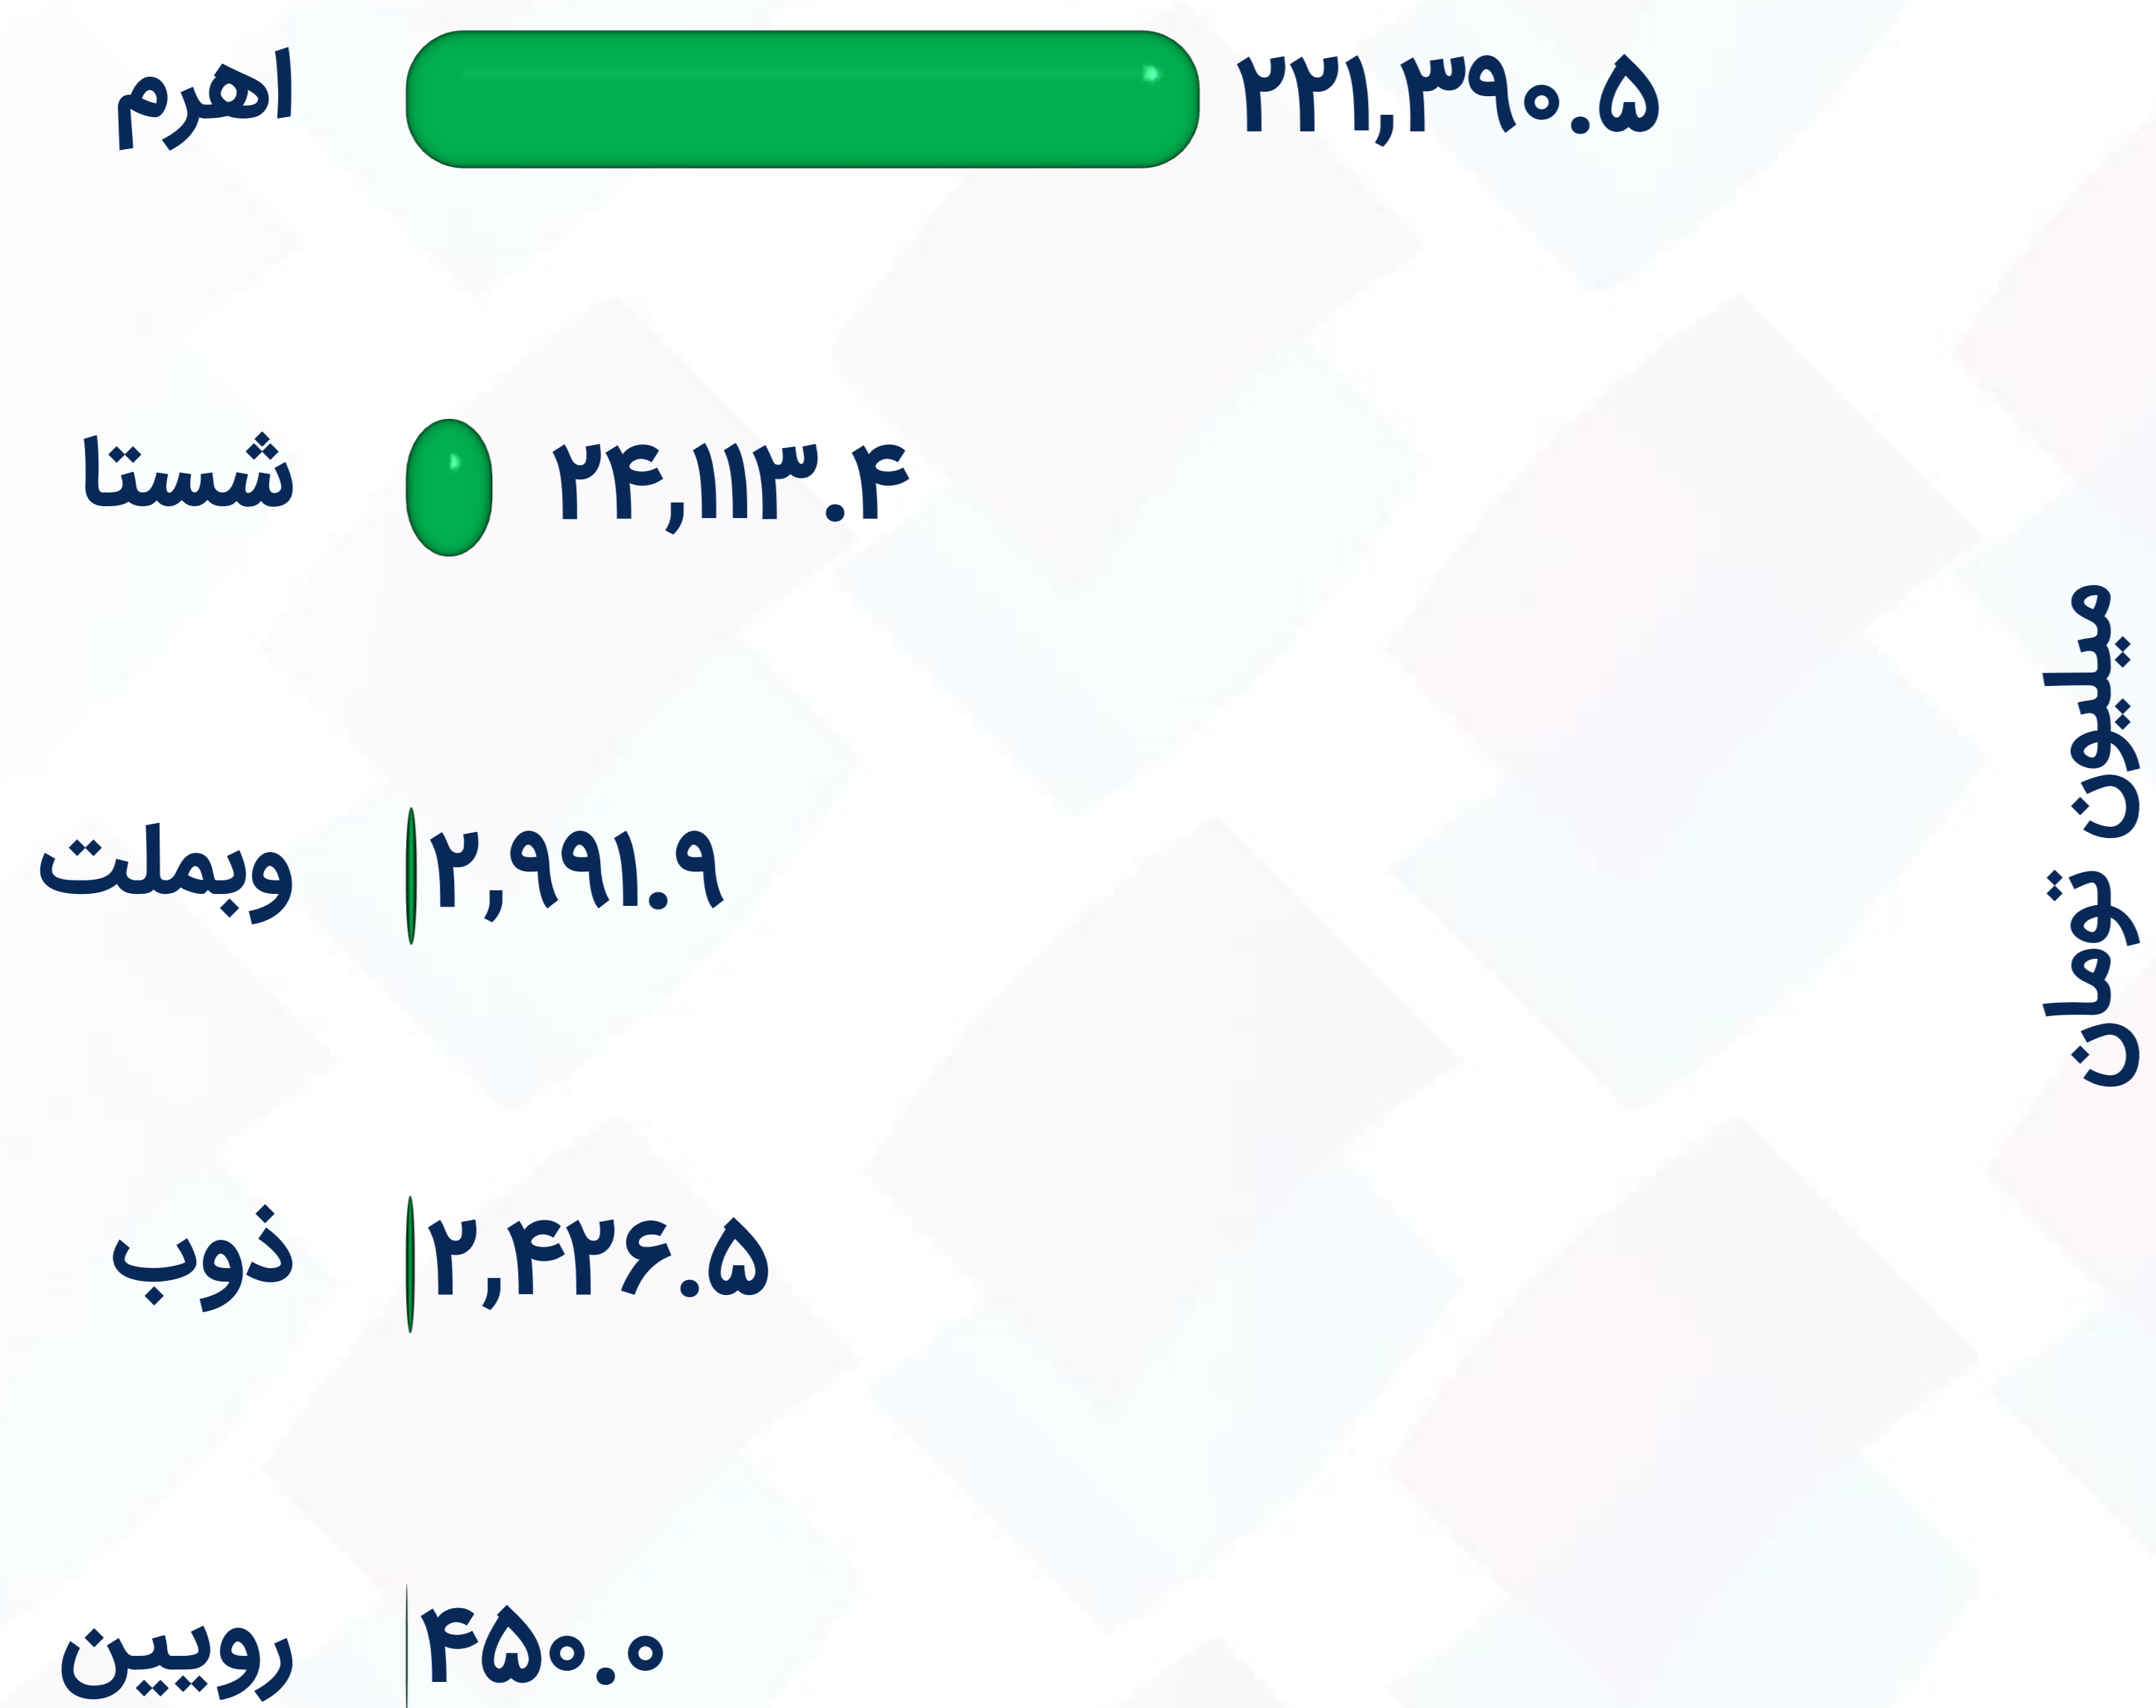 اهرم ۲۲۱,۳۹۰.۵
شستا ۲۴,۱۱۳.۴
وبملت ۲,۹۹۱.۹
ذوب ۲,۴۲۶.۵
رویین ۴۵۰.۰
میلیون تومان